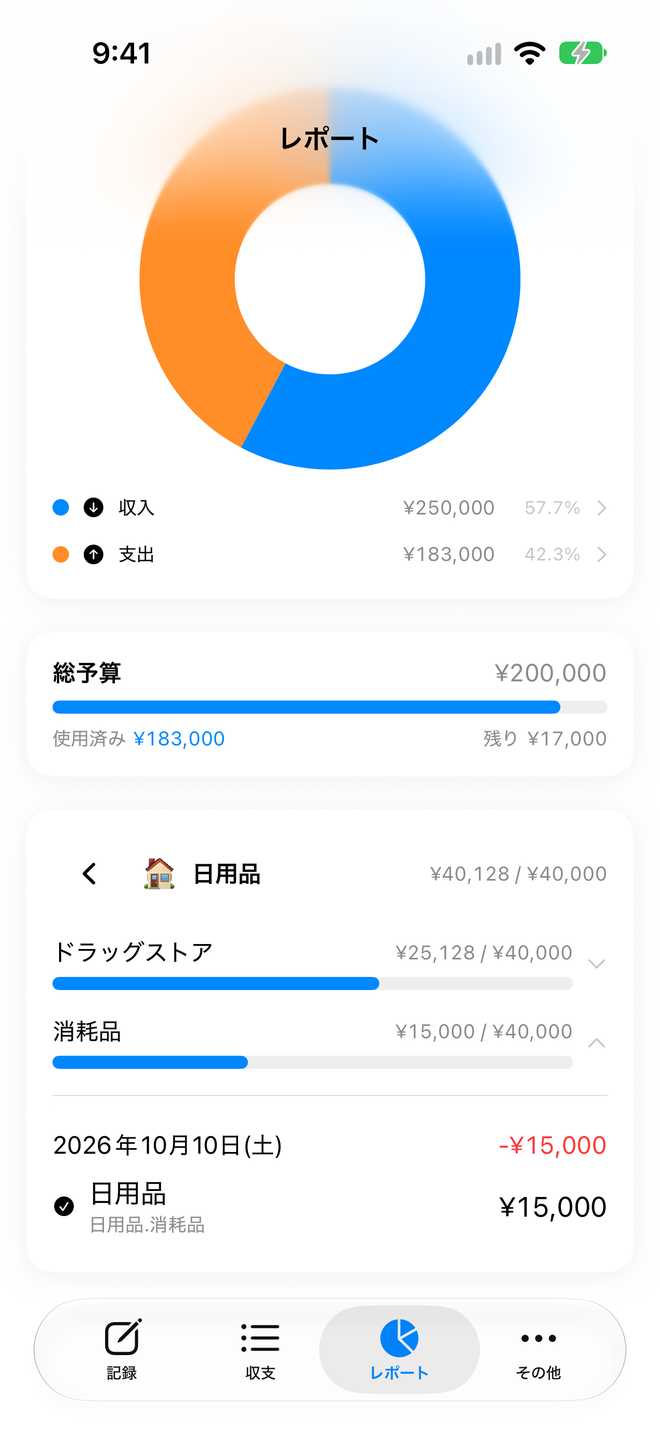 9:41
レポート
収入 ¥250,000 57.7%
支出 ¥183,000 42.3%
総予算 ¥200,000
使用済み ¥183,000 残り ¥17,000
日用品 ¥40,128 / ¥40,000
ドラッグストア ¥25,128 / ¥40,000
消耗品 ¥15,000 / ¥40,000
2026年10月10日(土) -¥15,000
日用品 ¥15,000
日用品.消耗品
記録 収支 レポート その他